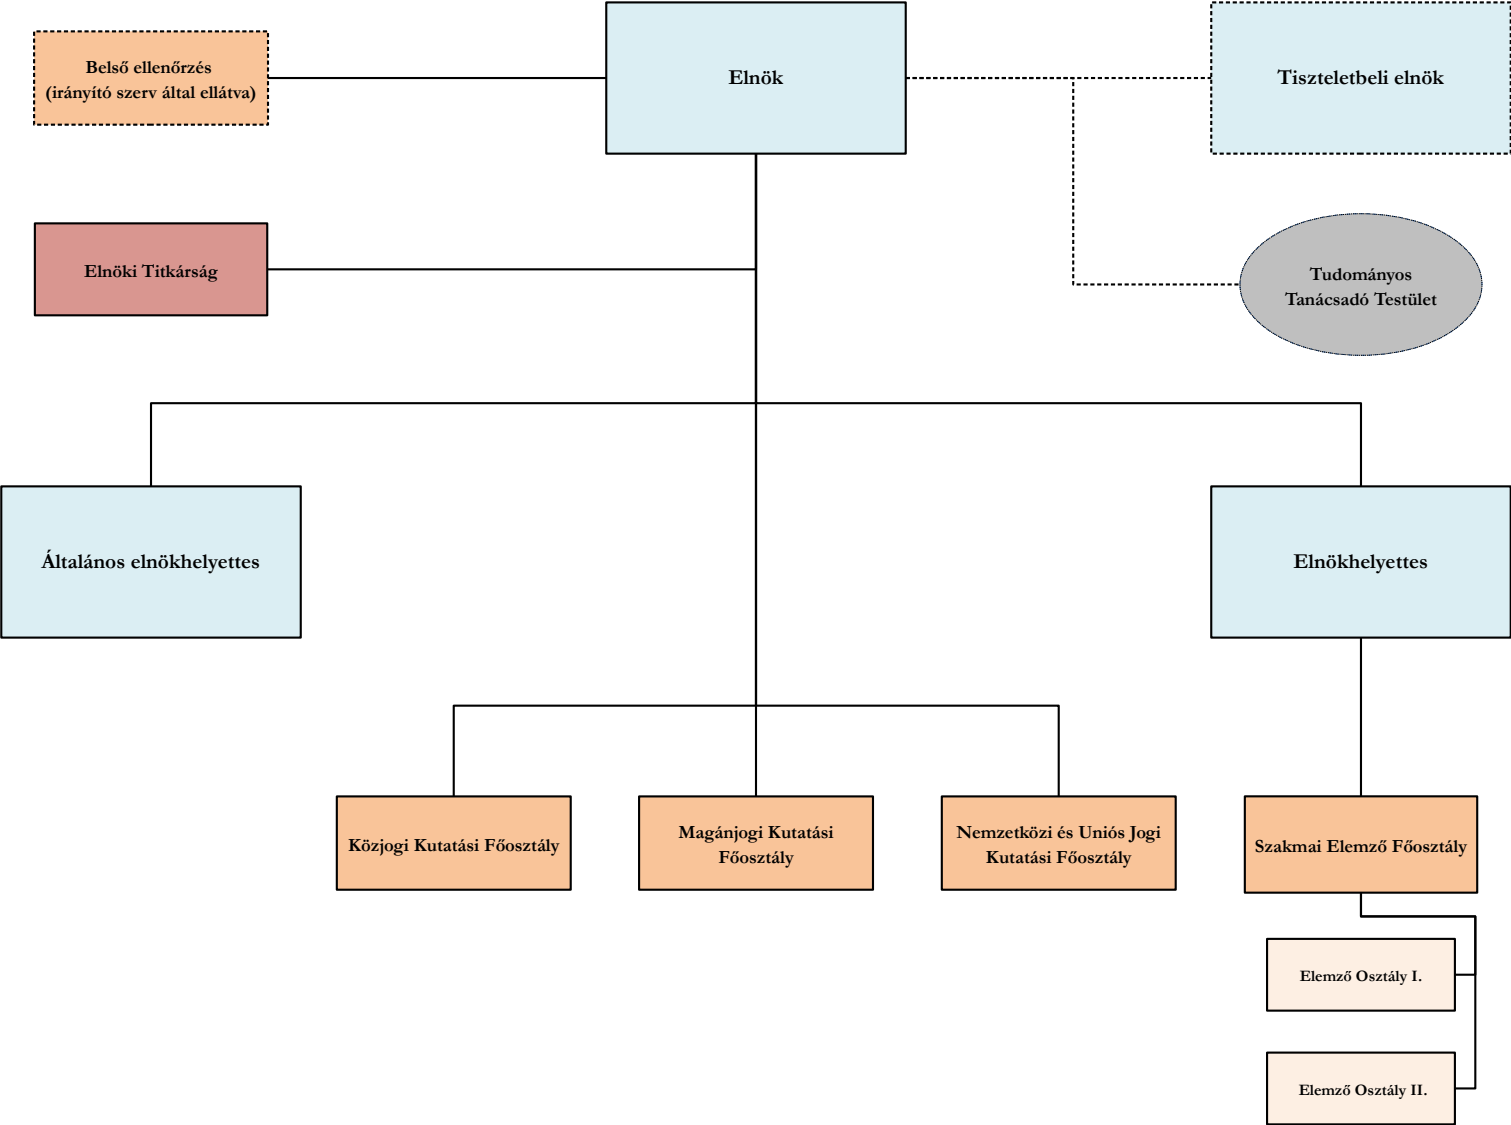 Belső ellenőrzés
(irányító szerv által ellátva)
Elnök
Tiszteletbeli elnök
Elnöki Titkárság
Tudományos
Tanácsadó Testület
Általános elnökhelyettes
Elnökhelyettes
Közjogi Kutatási Főosztály
Magánjogi Kutatási
Főosztály
Nemzetközi és Uniós Jogi
Kutatási Főosztály
Szakmai Elemző Főosztály
Elemző Osztály I.
Elemző Osztály II.